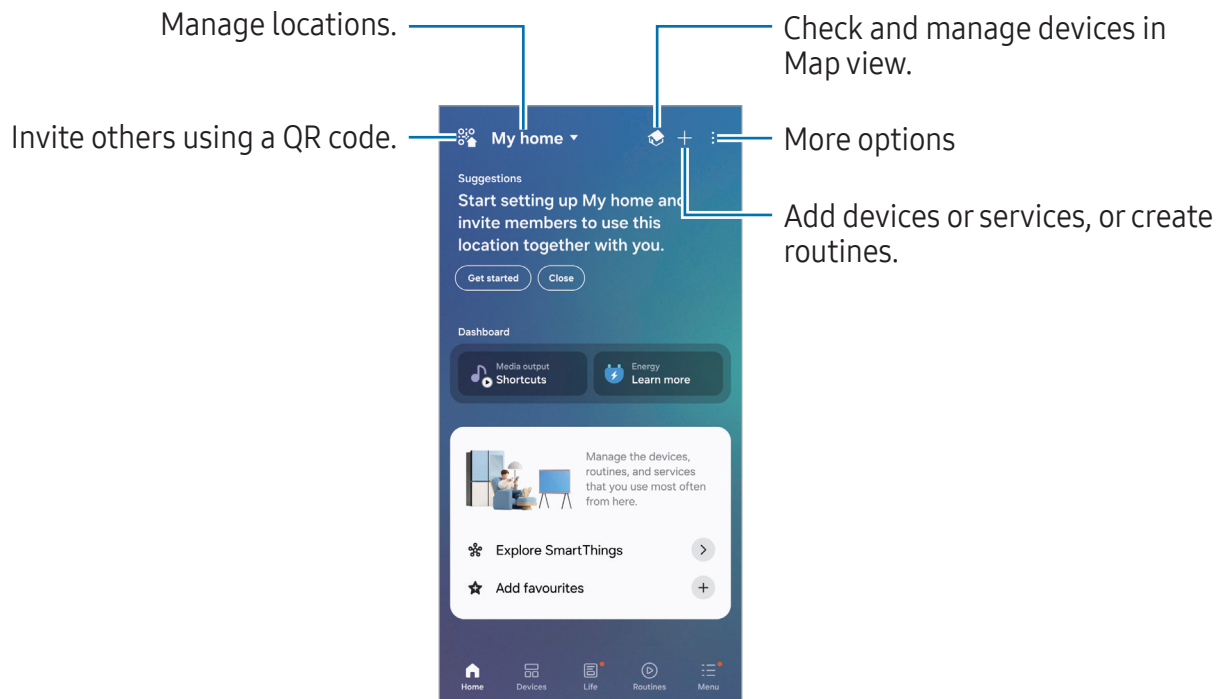 Manage locations.
Check and manage devices in
Map view.
Invite others using a QR code.
My home
More options
Add devices or services, or create
routines.
Suggestions
Start setting up My home and
invite members to use this
location together with you.
Get started
Close
Dashboard
Media output
Shortcuts
Energy
Learn more
Manage the devices,
routines, and services
that you use most often
from here.
Explore SmartThings
Add favourites
Home
Devices
Life
Routines
Menu